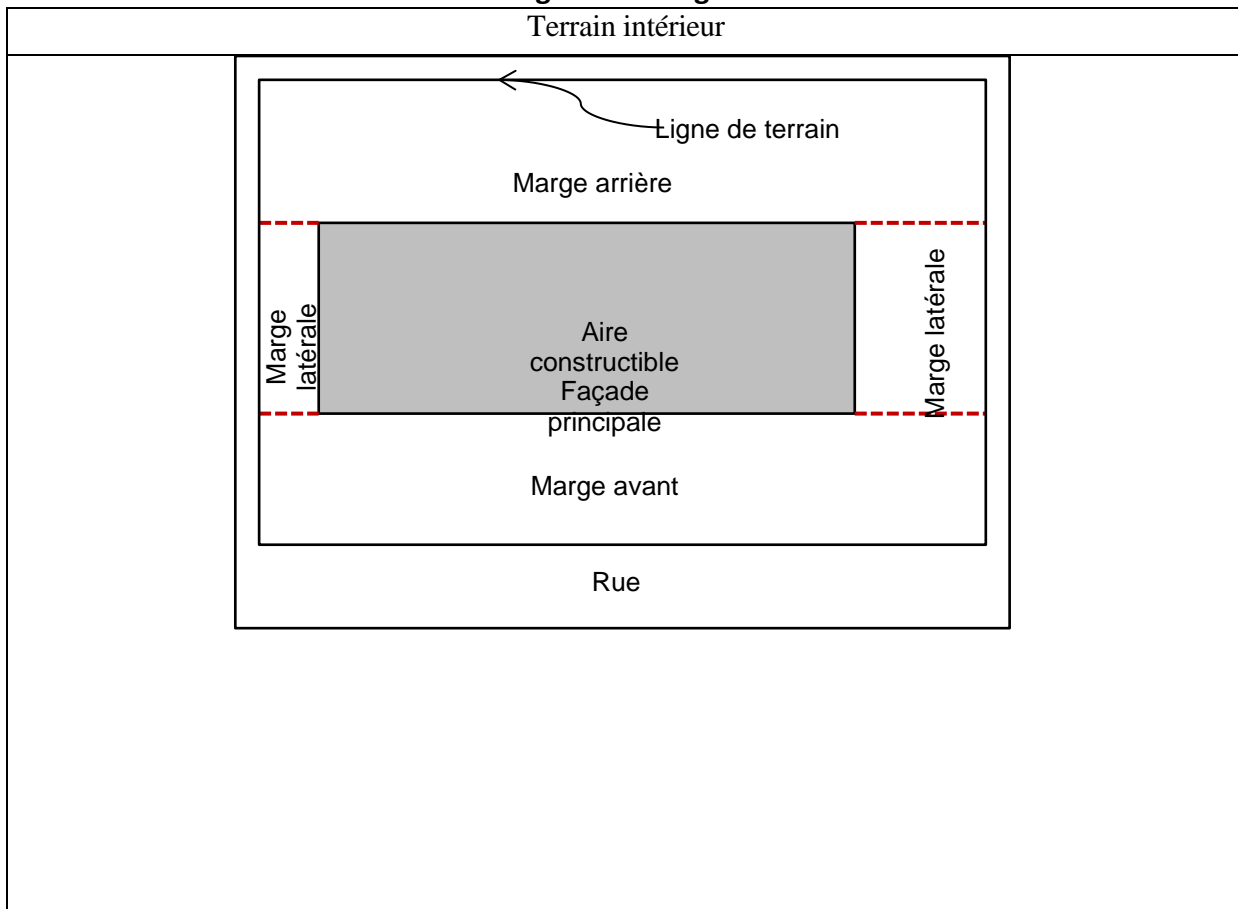 Terrain intérieur
Ligne de terrain
Marge arrière
Marge
latérale
Marge latérale
Aire
constructible
Façade
principale
Marge avant
Rue